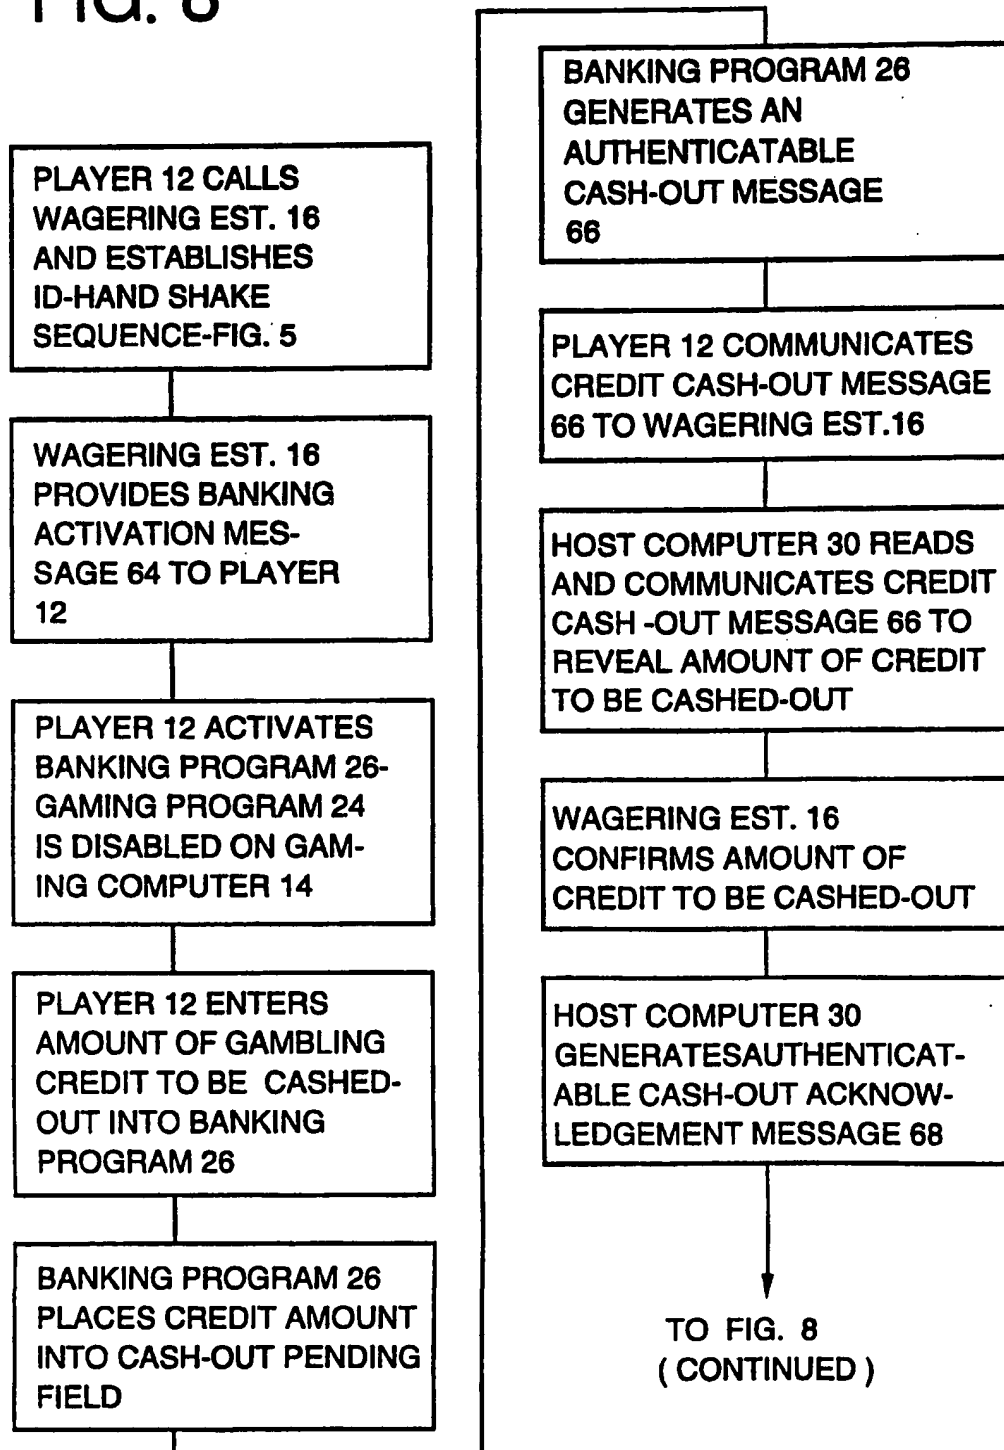 FIG. 8
PLAYER 12 CALLS
WAGERING EST. 16
AND ESTABLISHES
ID-HAND SHAKE
SEQUENCE-FIG. 5
WAGERING EST. 16
PROVIDES BANKING
ACTIVATION MES-
SAGE 64 TO PLAYER
12
PLAYER 12 ACTIVATES
BANKING PROGRAM 26-
GAMING PROGRAM 24
IS DISABLED ON GAM-
ING COMPUTER 14
PLAYER 12 ENTERS
AMOUNT OF GAMBLING
CREDIT TO BE CASHED-
OUT INTO BANKING
PROGRAM 26
BANKING PROGRAM 26
PLACES CREDIT AMOUNT
INTO CASH-OUT PENDING
FIELD
BANKING PROGRAM 26
GENERATES AN
AUTHENTICATABLE
CASH-OUT MESSAGE
66
PLAYER 12 COMMUNICATES
CREDIT CASH-OUT MESSAGE
66 TO WAGERING EST.16
HOST COMPUTER 30 READS
AND COMMUNICATES CREDIT
CASH -OUT MESSAGE 66 TO
REVEAL AMOUNT OF CREDIT
TO BE CASHED-OUT
WAGERING EST. 16
CONFIRMS AMOUNT OF
CREDIT TO BE CASHED-OUT
HOST COMPUTER 30
GENERATESAUTHENTICAT-
ABLE CASH-OUT ACKNOW-
LEDGEMENT MESSAGE 68
TO FIG. 8
( CONTINUED )